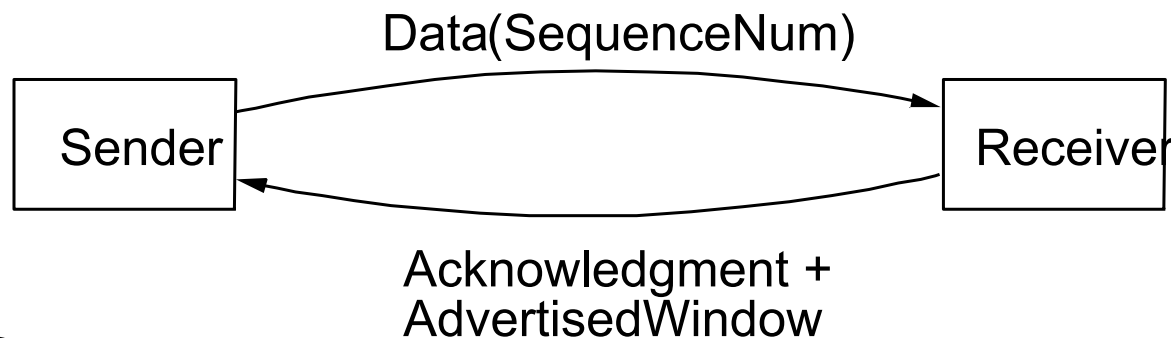 Data(SequenceNum)
Sender
Receiver
Acknowledgment +
AdvertisedWindow